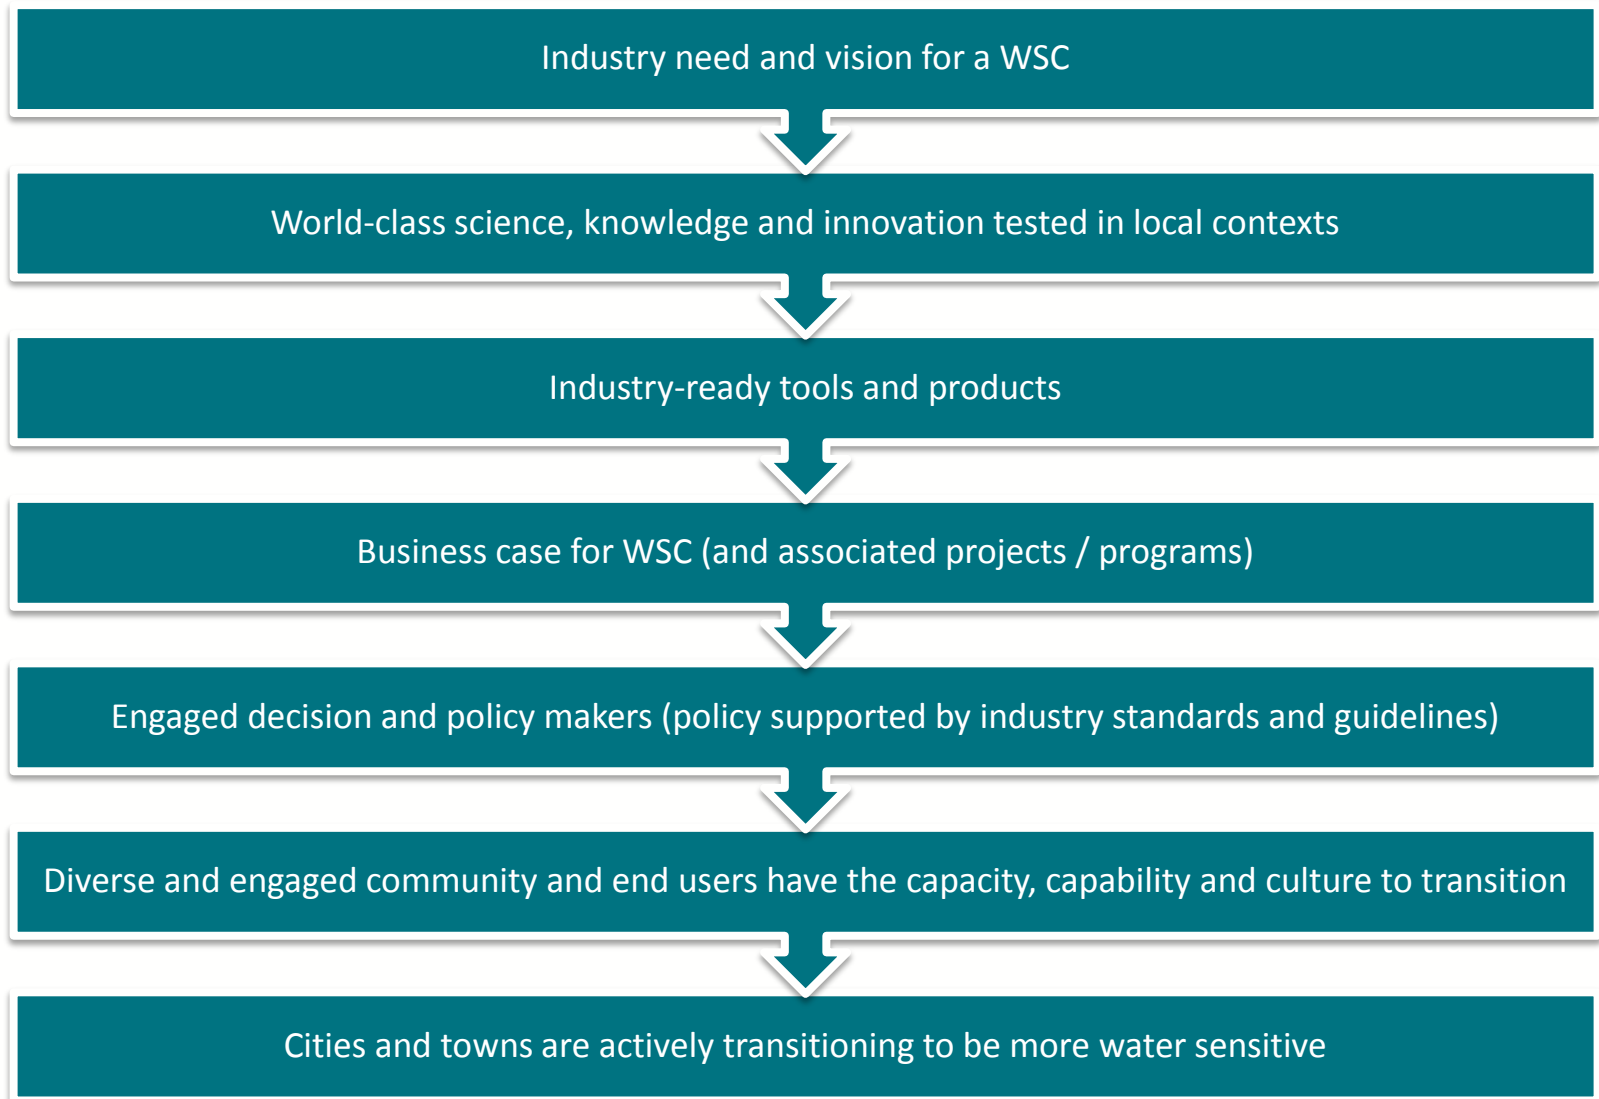 Industry need and vision for a WSC
World-class science, knowledge and innovation tested in local contexts
Industry-ready tools and products
Business case for WSC (and associated projects / programs)
Engaged decision and policy makers (policy supported by industry standards and guidelines)
Diverse and engaged community and end users have the capacity, capability and culture to transition
Cities and towns are actively transitioning to be more water sensitive